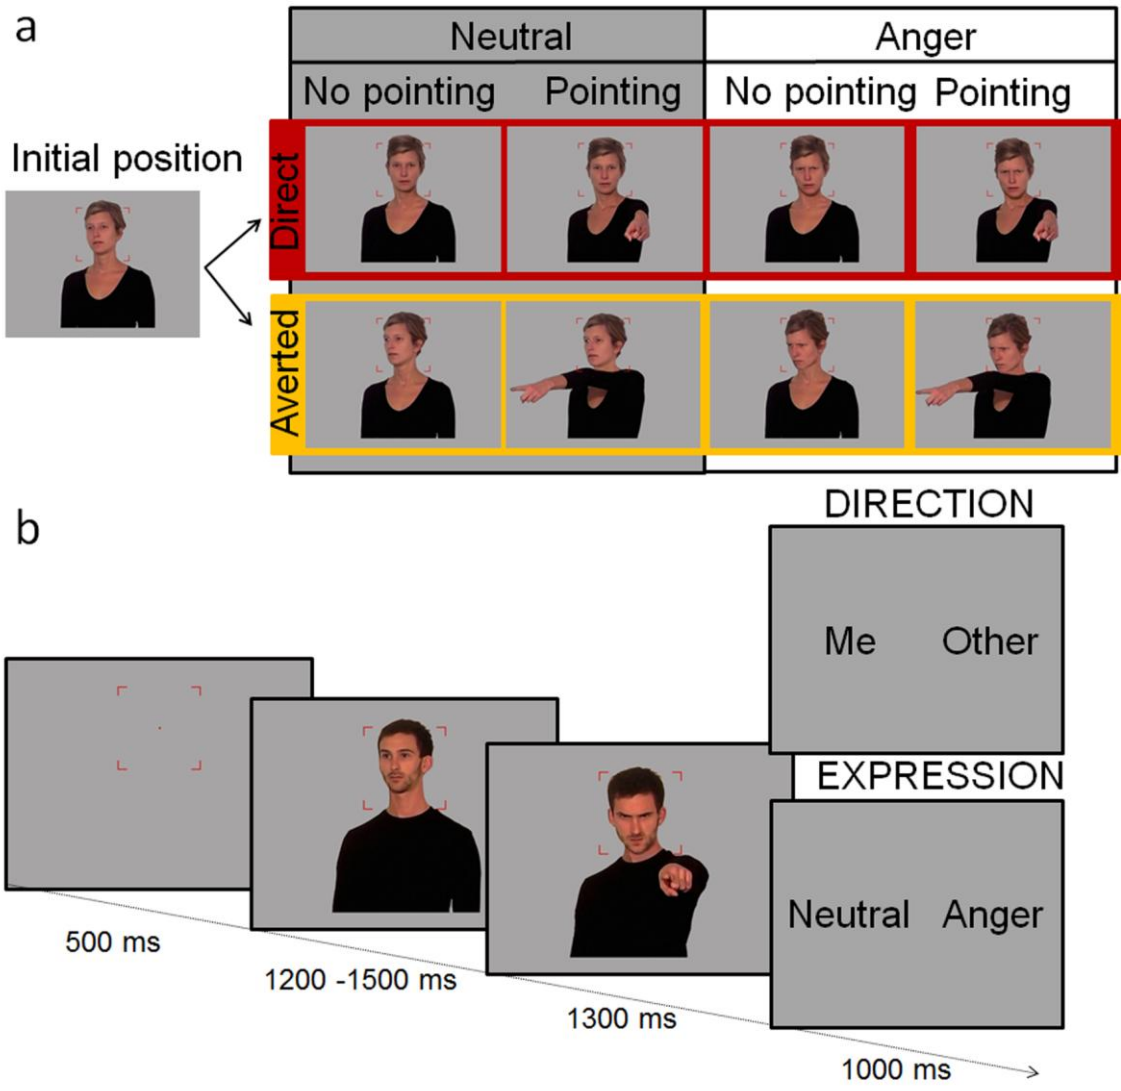 a
Neutral
Anger
No pointing
Pointing
No pointing
Pointing
Initial position
Direct
Averted
b
DIRECTION
Me
Other
EXPRESSION
Neutral
Anger
500 ms
1200 -1500 ms
1300 ms
1000 ms